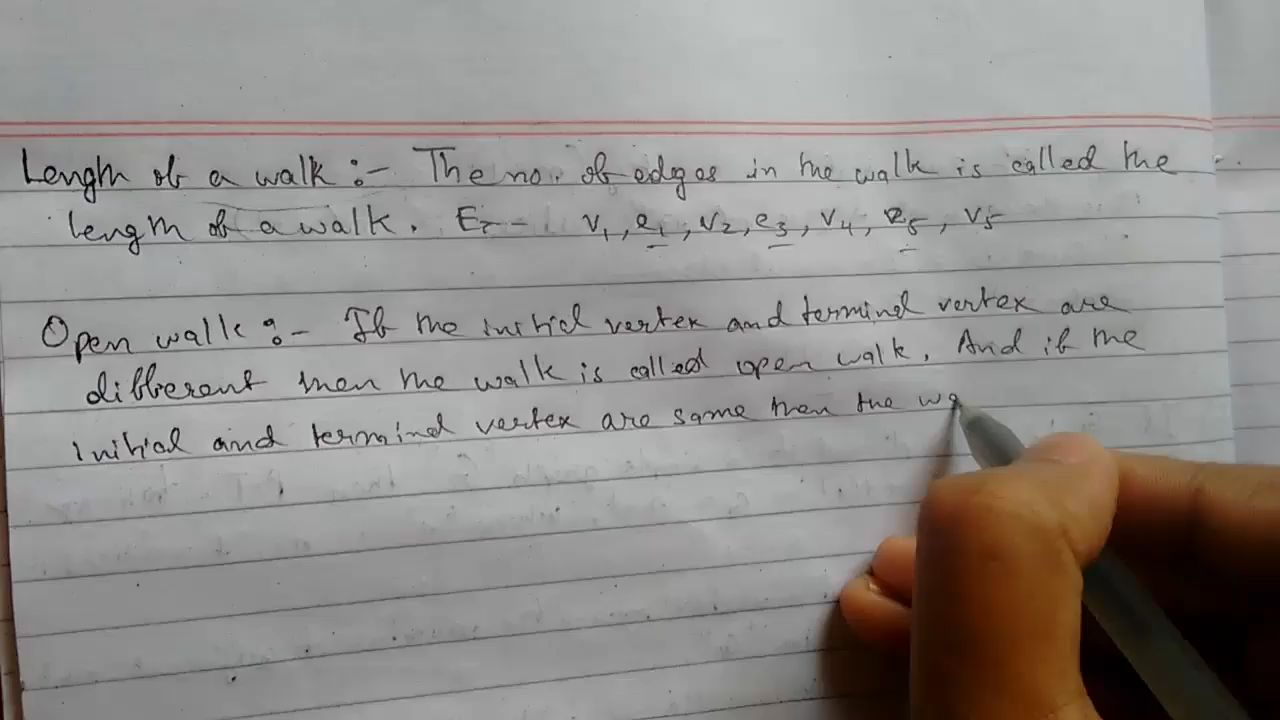 Length of a walk :- The no. of edges in the walk is called the
length of a walk. Ex - v1, e1, v2, e3, v4, e5, v5
Open walk :- If the initial vertex and terminal vertex are
different then the walk is called open walk. And if the
initial and terminal vertex are same then the wa